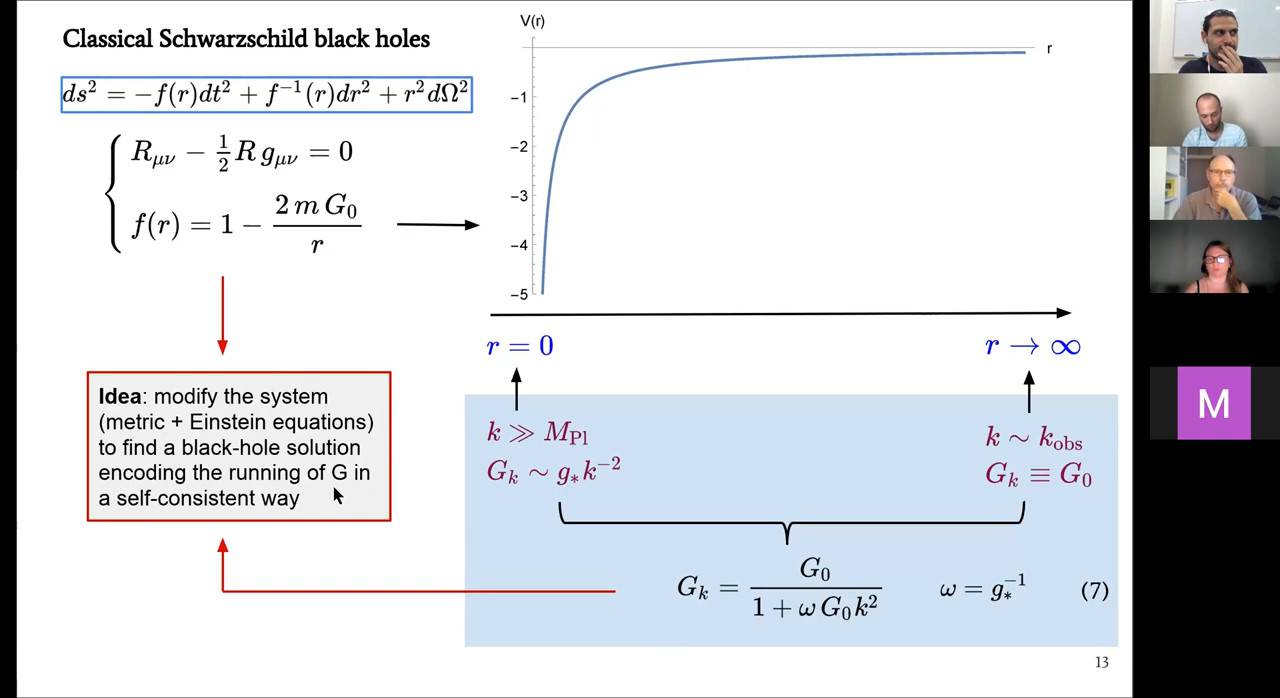 Classical Schwarzschild black holes
ds² = −f(r)dt² + f⁻¹(r)dr² + r²dΩ²
R_μν − ½ R g_μν = 0
f(r) = 1 − 2 m G₀ / r
V(r)
r
−1
−2
−3
−4
−5
r = 0
r → ∞
Idea: modify the system
(metric + Einstein equations)
to find a black-hole solution
encoding the running of G in
a self-consistent way
k ≫ M_Pl
G_k ∼ g_* k⁻²
k ∼ k_obs
G_k ≡ G₀
G_k = G₀ / (1 + ω G₀ k²)
ω = g_*⁻¹
(7)
13
M